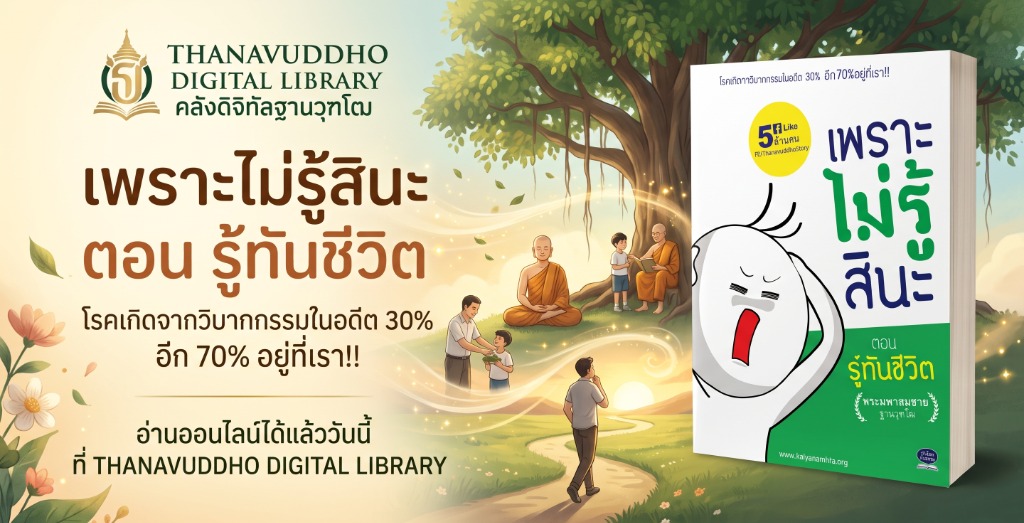 THANAVUDDHO
DIGITAL LIBRARY
คลังดิจิทัลฐานวุฑโฒ
เพราะไม่รู้สินะ
ตอน รู้ทันชีวิต
โรคเกิดจากวิบากกรรมในอดีต 30%
อีก 70% อยู่ที่เรา!!
อ่านออนไลน์ได้แล้ววันนี้
ที่ THANAVUDDHO DIGITAL LIBRARY
โรคเกิดาาวิบากกรรมในอดีต 30% อีก70%อยู่ที่เรา!!
5 f Like
ล้านคน
FB/ThanavuddhoStory
เพราะ
ไม่รู้
สินะ
ตอน
รู้ทันชีวิต
พระมพาสมชาย
ฐานวุฑโฒ
www.kalyanamitra.org